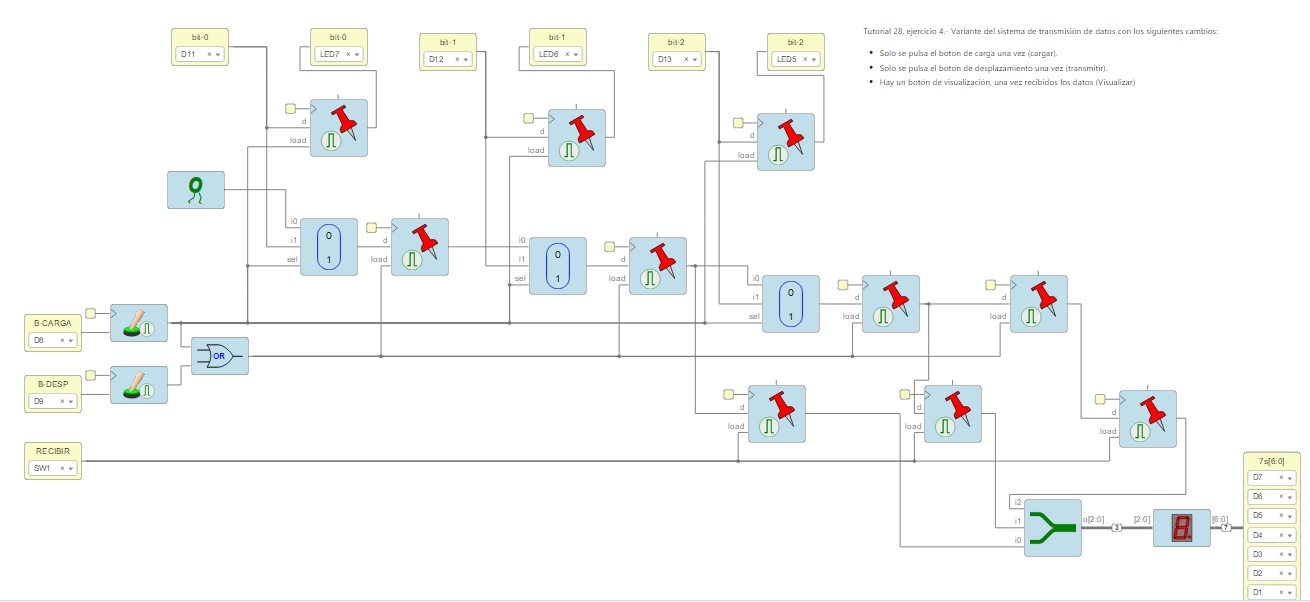 bit-0
D11
bit-0
LED7
bit-1
D12
bit-1
LED6
bit-2
D13
bit-2
LED5
Tutorial 28, ejercicio 4.- Variante del sistema de transmisión de datos con los siguientes cambios:
Solo se pulsa el boton de carga una vez (cargar).
Solo se pulsa el boton de desplazamiento una vez (transmitir).
Hay un botón de visualización, una vez recibidos los datos (Visualizar)
d
load
d
load
d
load
0
i0
i1
sel
0
1
d
load
i0
i1
sel
0
1
d
load
i0
i1
sel
0
1
d
load
d
load
B-CARGA
D8
OR
B-DESP
D9
d
load
d
load
d
load
RECIBIR
SW1
i2
i1
i0
o[2:0]
3
[2:0]
8.
[6:0]
7
7s[6:0]
D7
D6
D5
D4
D3
D2
D1